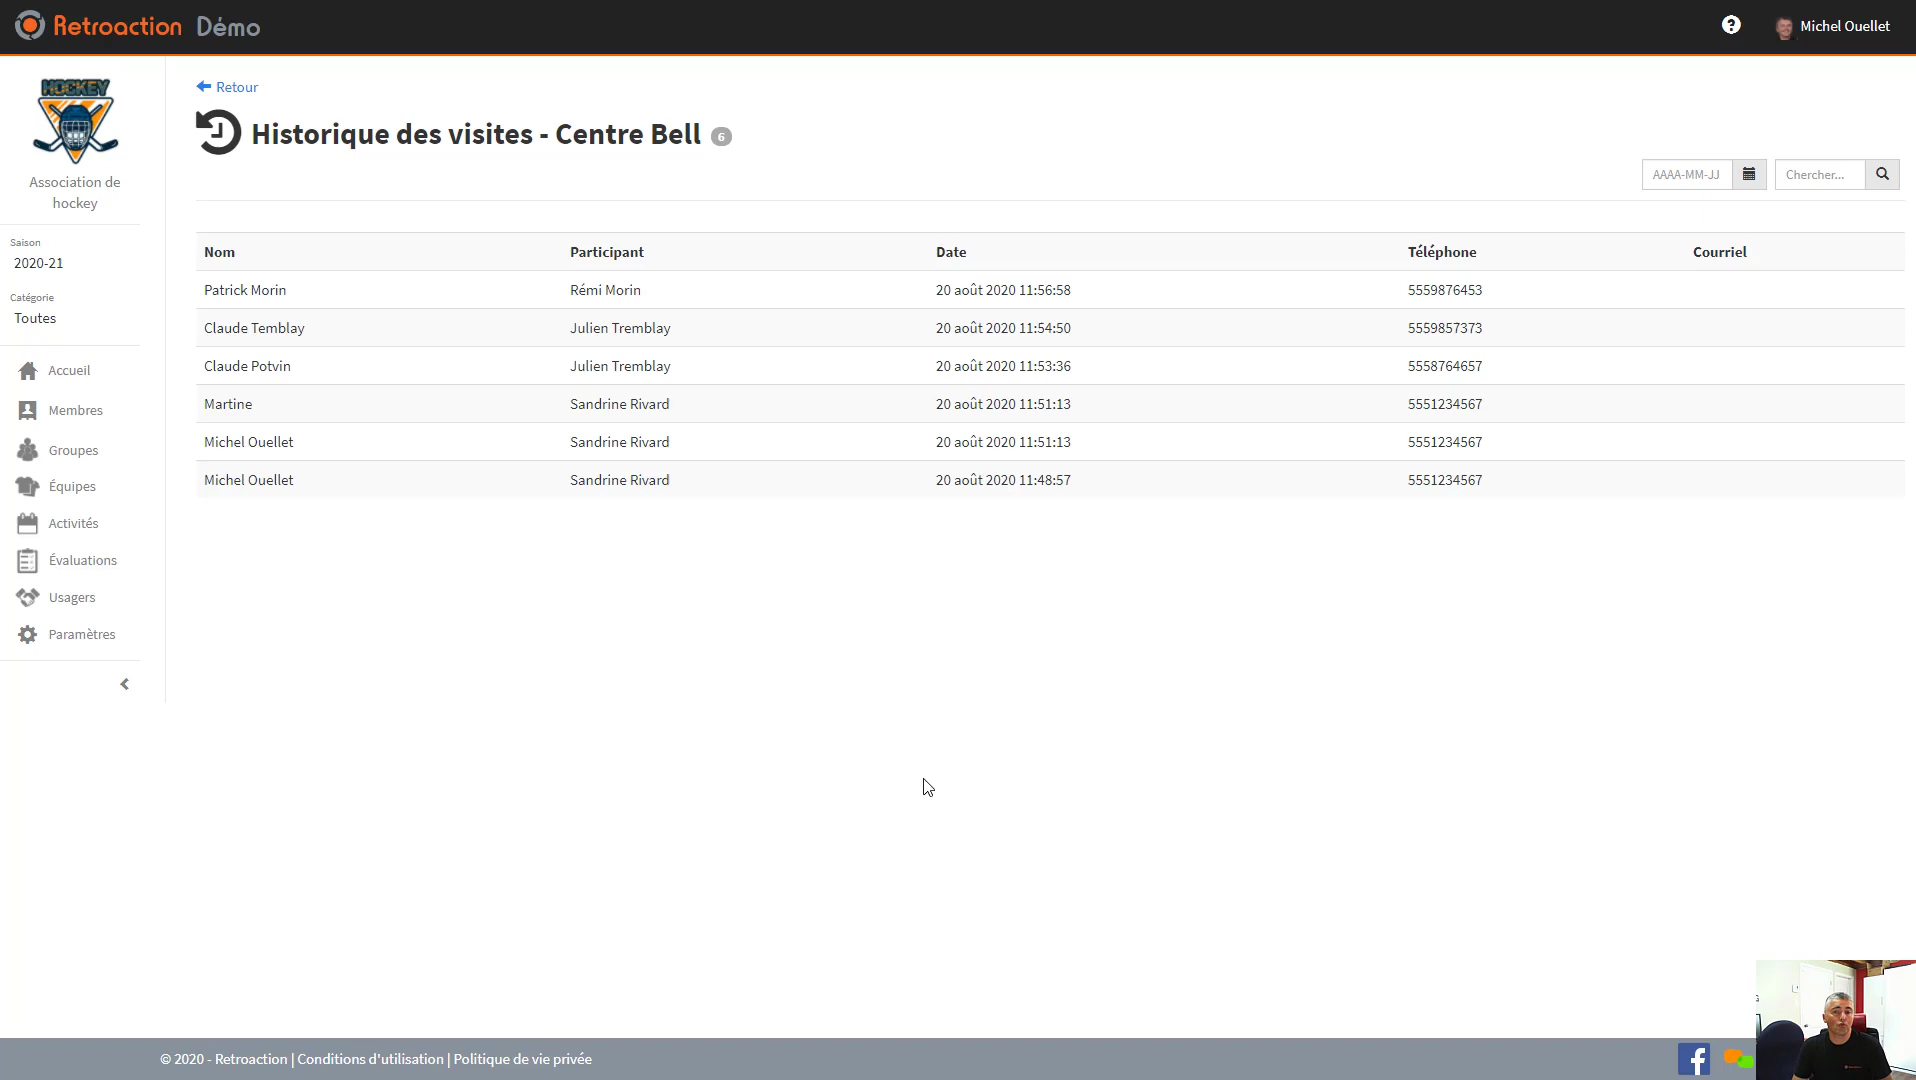 Retroaction Démo
? Michel Ouellet
HOCKEY
Association de
hockey
Saison
2020-21
Catégorie
Toutes
Accueil
Membres
Groupes
Équipes
Activités
Évaluations
Usagers
Paramètres
Retour
Historique des visites - Centre Bell 6
AAAA-MM-JJ Chercher...
Nom Participant Date Téléphone Courriel
Patrick Morin Rémi Morin 20 août 2020 11:56:58 5559876453
Claude Temblay Julien Tremblay 20 août 2020 11:54:50 5559857373
Claude Potvin Julien Tremblay 20 août 2020 11:53:36 5558764657
Martine Sandrine Rivard 20 août 2020 11:51:13 5551234567
Michel Ouellet Sandrine Rivard 20 août 2020 11:51:13 5551234567
Michel Ouellet Sandrine Rivard 20 août 2020 11:48:57 5551234567
© 2020 - Retroaction | Conditions d'utilisation | Politique de vie privée
f